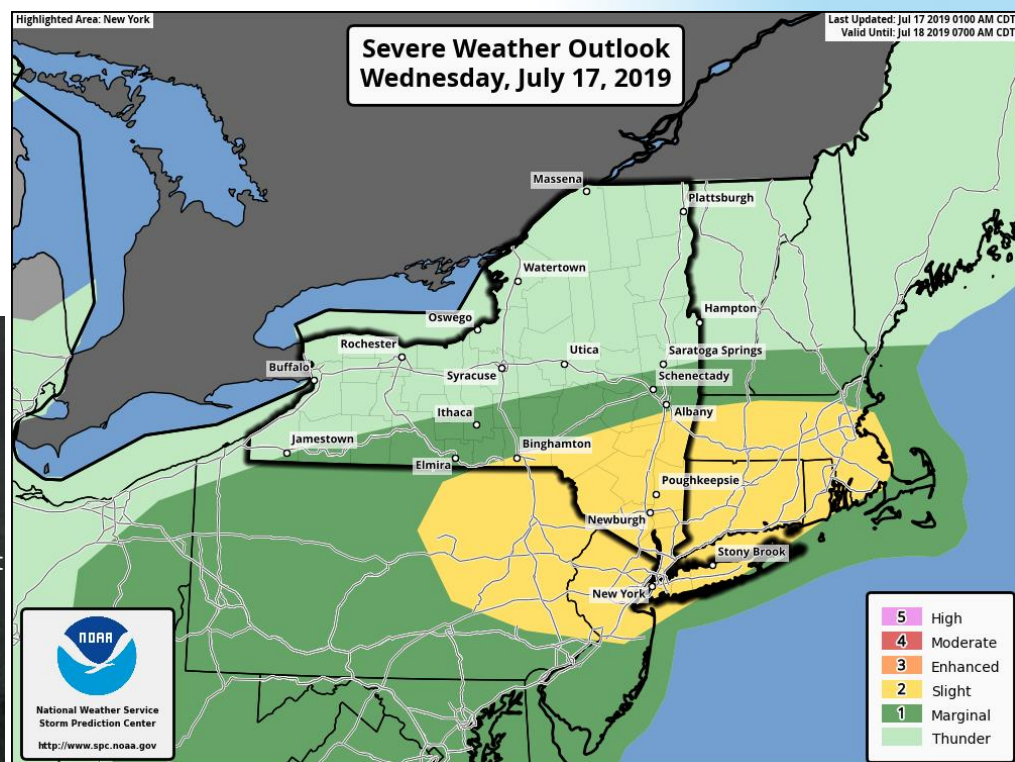 Highlighted Area: New York
Last Updated: Jul 17 2019 0100 AM CDT
Valid Until: Jul 18 2019 0700 AM CDT
Severe Weather Outlook
Wednesday, July 17, 2019
Massena
Plattsburgh
Watertown
Oswego
Hampton
Rochester
Utica
Saratoga Springs
Buffalo
Syracuse
Schenectady
Ithaca
Albany
Jamestown
Binghamton
Elmira
Poughkeepsie
Newburgh
Stony Brook
New York
NOAA
National Weather Service
Storm Prediction Center
http://www.spc.noaa.gov
5 High
4 Moderate
3 Enhanced
2 Slight
1 Marginal
Thunder